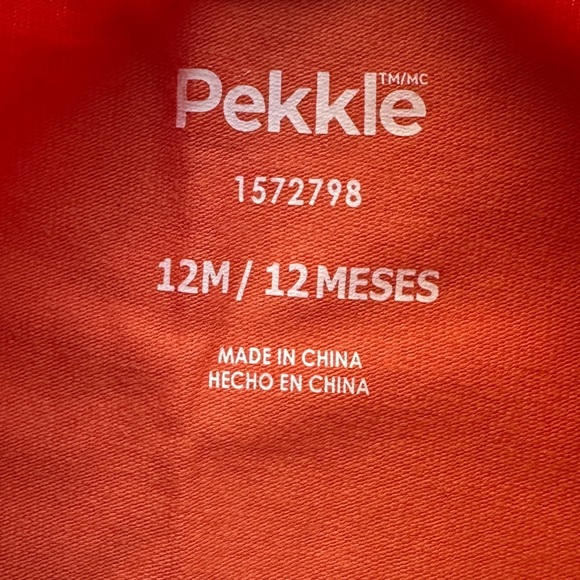 Pekkle TM/MC
1572798
12M / 12 MESES
MADE IN CHINA
HECHO EN CHINA